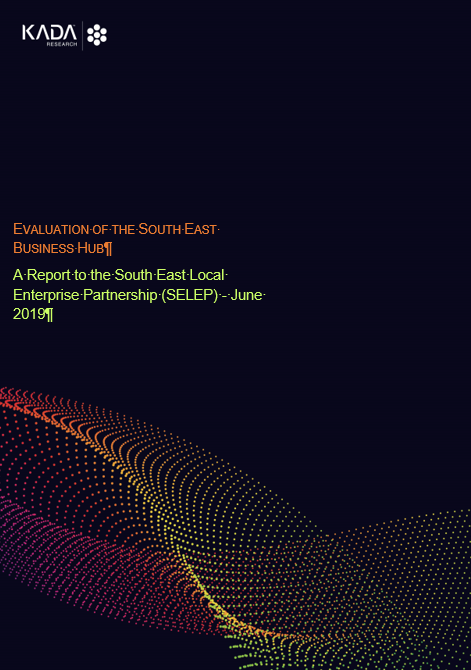 KADA
RESEARCH
EVALUATION·OF·THE·SOUTH·EAST·
BUSINESS·HUB¶
A·Report·to·the·South·East·Local·
Enterprise·Partnership·(SELEP)·-·June·
2019¶